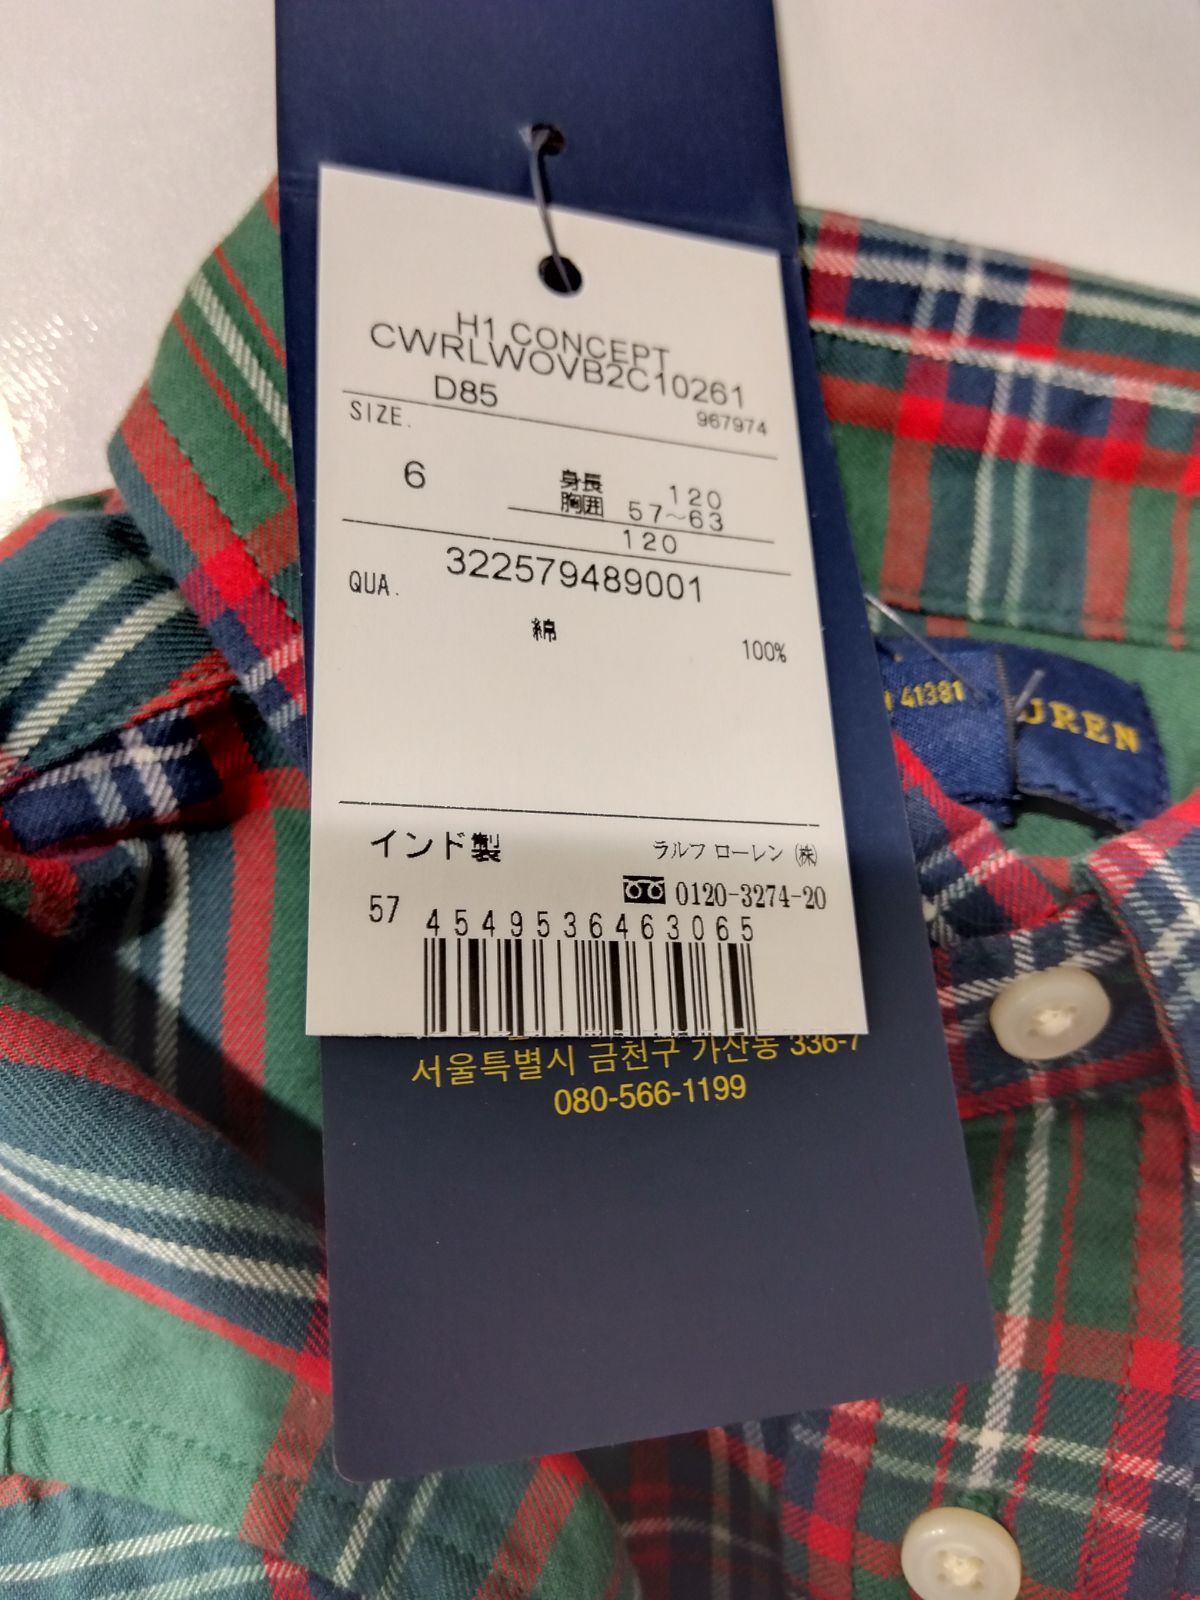 H1 CONCEPT
CWRLWOVB2C10261
D85
967974
SIZE.
6
身長 120
胸囲 57~63
120
322579489001
QUA.
綿 100%
インド製
ラルフ ローレン ㈱
0120-3274-20
57
4549536463065
서울특별시 금천구 가산동 336-7
080-566-1199
41381
UREN